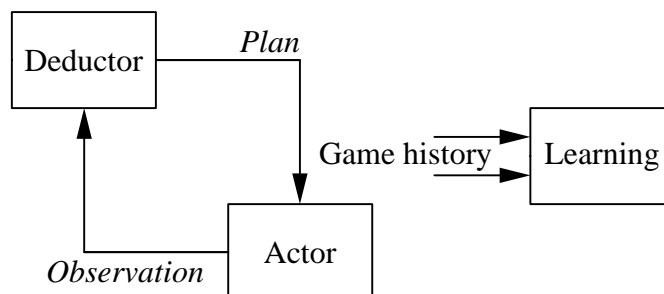 Plan
Deductor
Game history
Learning
Observation
Actor